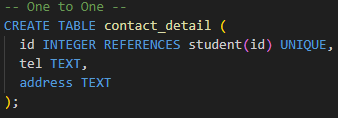 -- One to One --
CREATE TABLE contact_detail (
  id INTEGER REFERENCES student(id) UNIQUE,
  tel TEXT,
  address TEXT
);